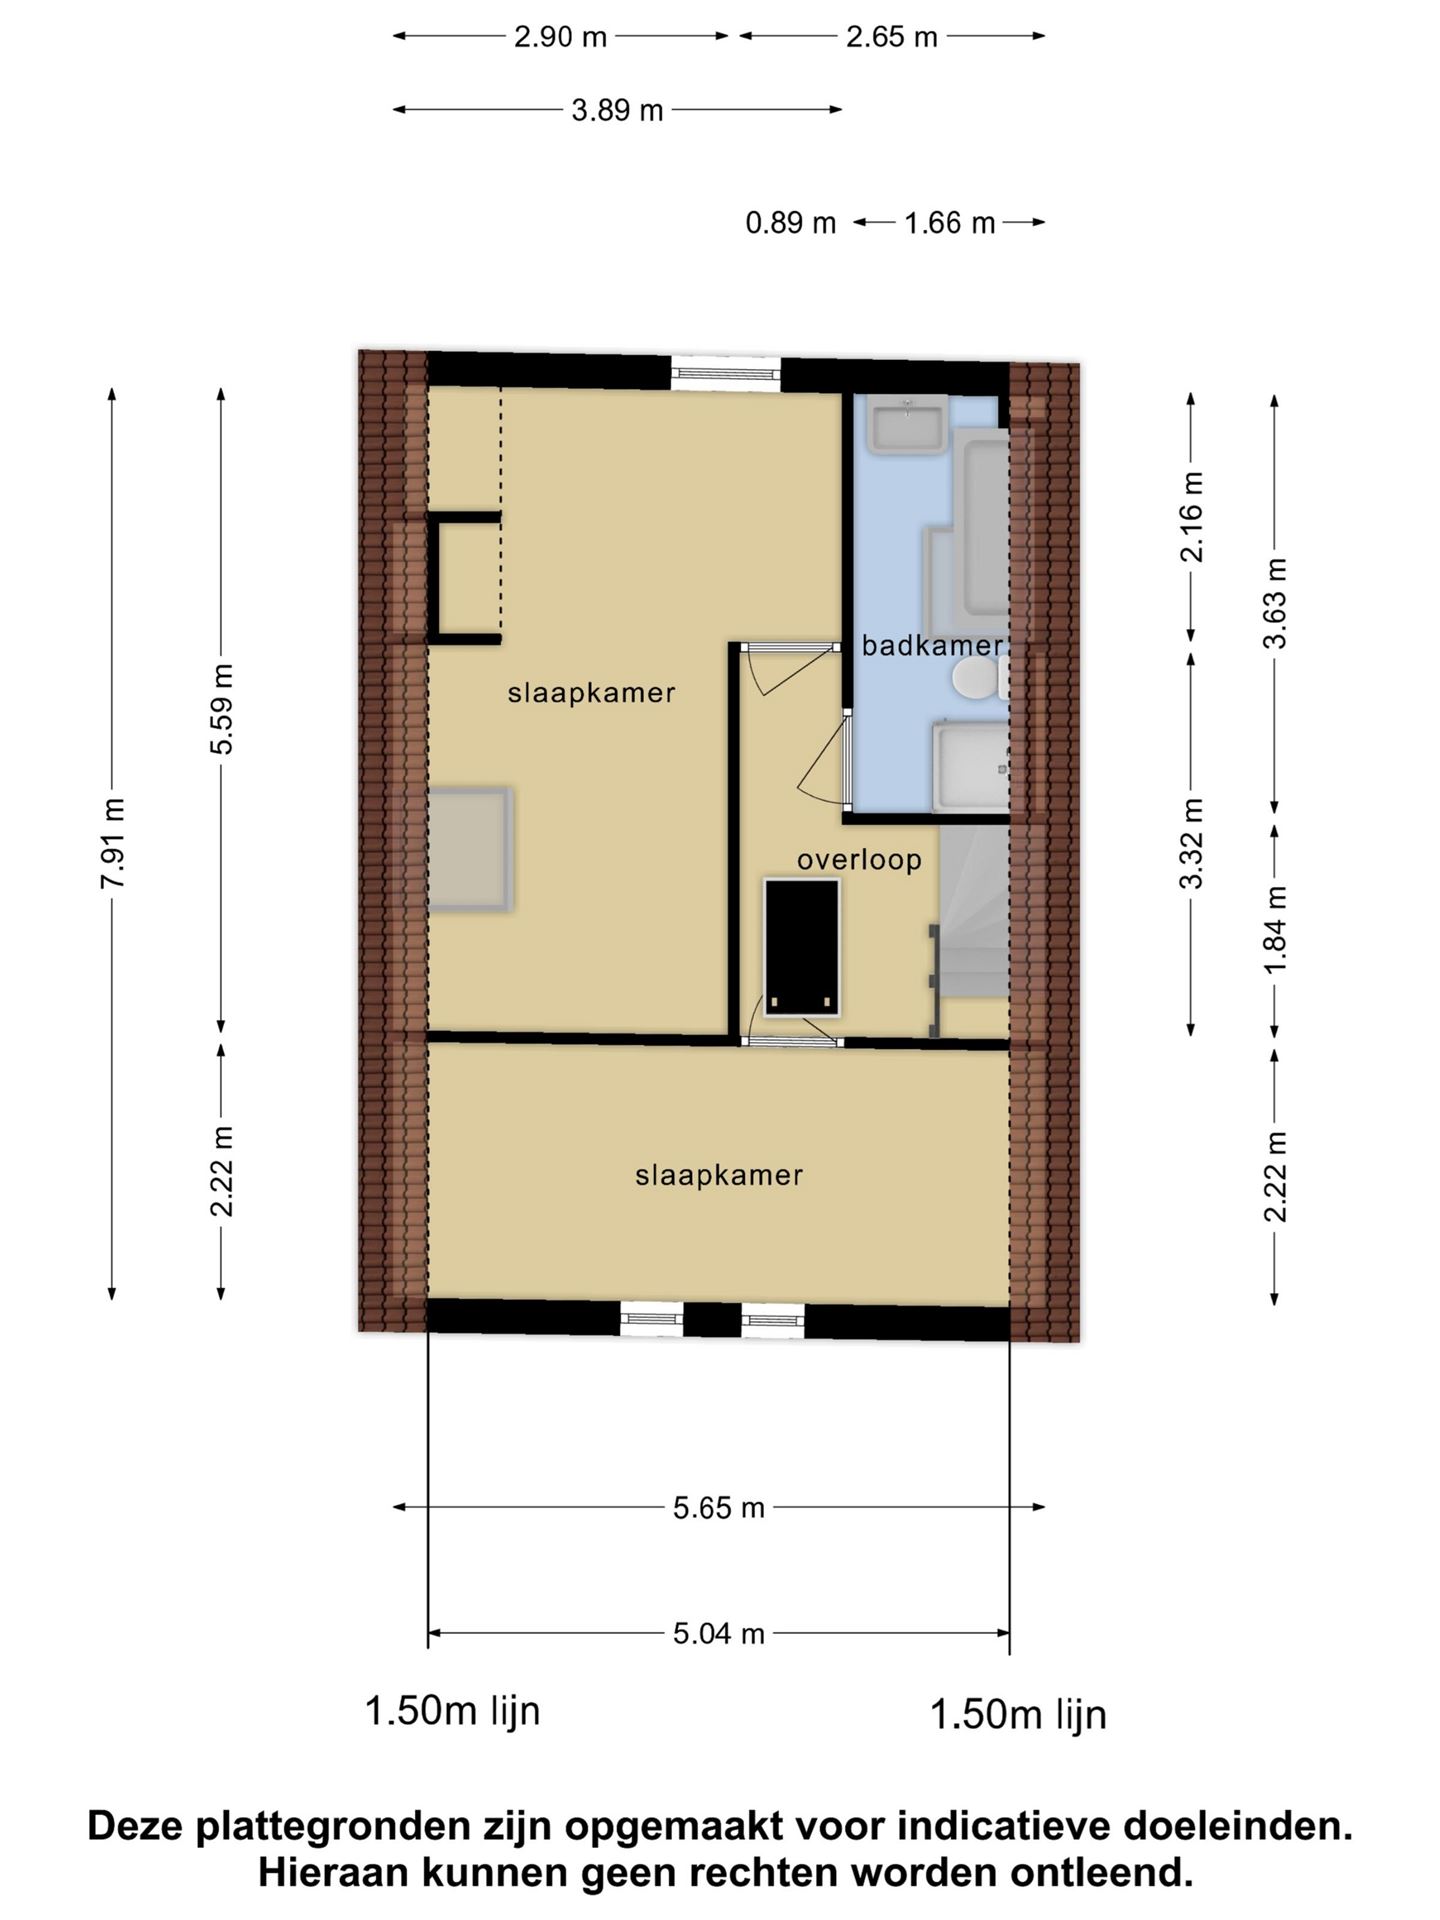 2.90 m 2.65 m
3.89 m
0.89 m 1.66 m
2.16 m
3.63 m
badkamer
slaapkamer
5.59 m
7.91 m
3.32 m
overloop
1.84 m
2.22 m
slaapkamer
2.22 m
5.65 m
5.04 m
1.50m lijn 1.50m lijn
Deze plattegronden zijn opgemaakt voor indicatieve doeleinden.
Hieraan kunnen geen rechten worden ontleend.